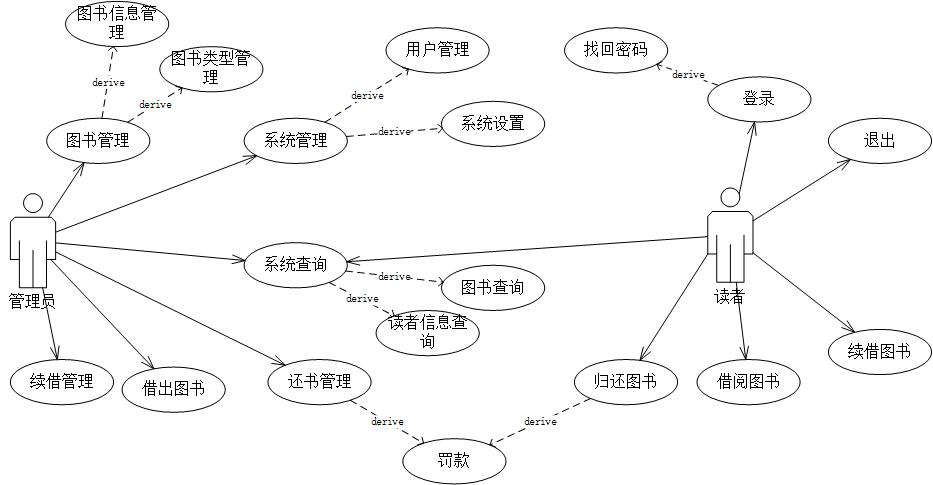 图书信息管
理
图书类型管
理
用户管理
找回密码
derive
derive
derive
derive
登录
系统设置
derive
图书管理
系统管理
退出
系统查询
derive
图书查询
derive
管理员
读者
读者信息查
询
续借图书
续借管理
借出图书
还书管理
归还图书
借阅图书
derive
derive
罚款